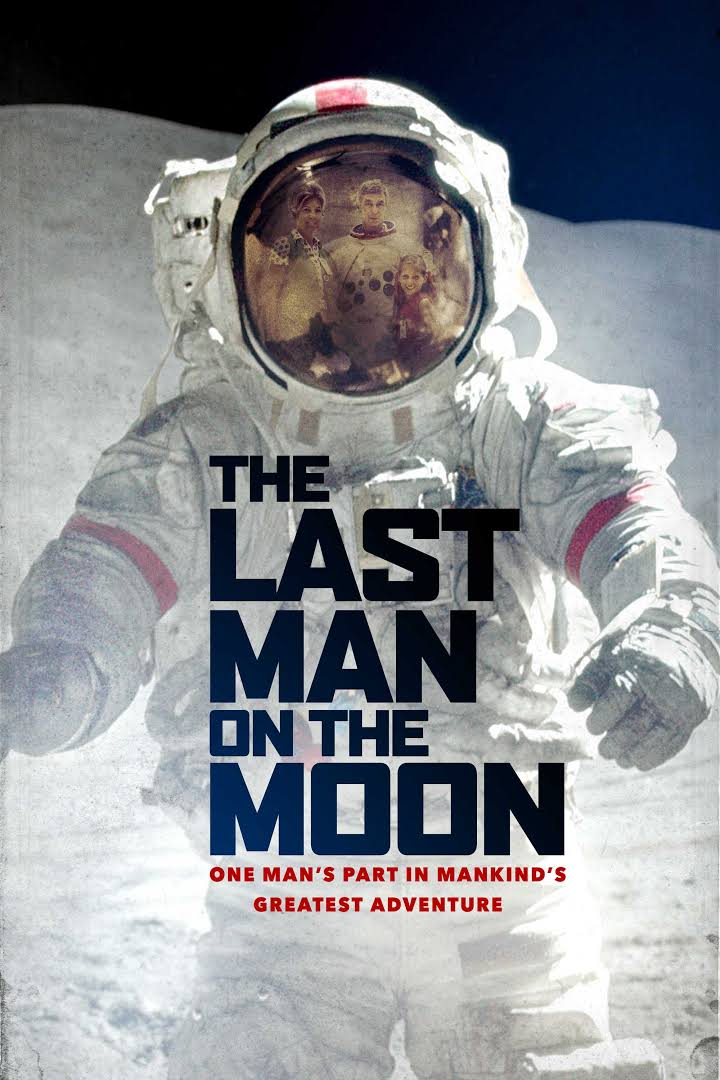 THE
LAST
MAN
ON THE
MOON
ONE MAN'S PART IN MANKIND'S
GREATEST ADVENTURE